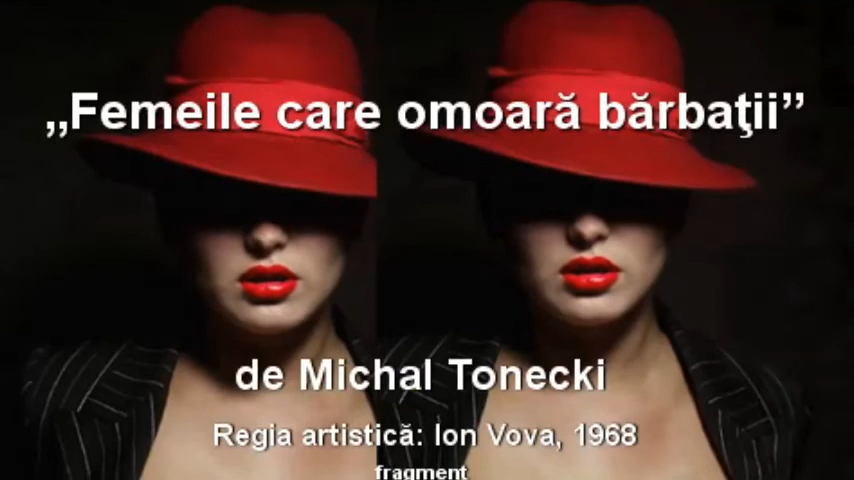 „Femeile care omoară bărbaţii”
de Michal Tonecki
Regia artistică: Ion Vova, 1968
fragment